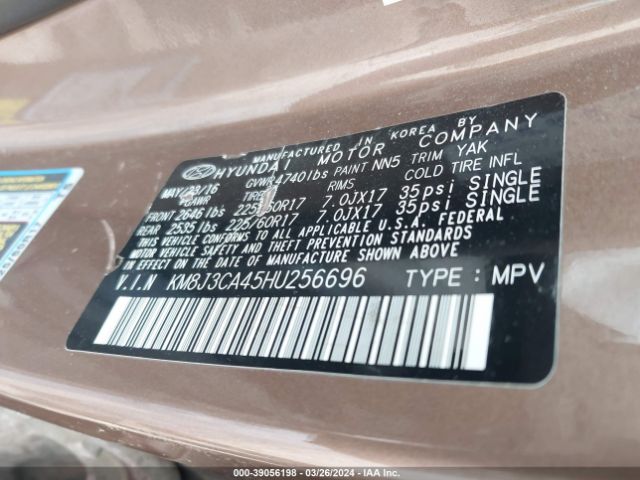 MANUFACTURED IN KOREA BY
HYUNDAI MOTOR COMPANY
MAY/23/16 GVWR 4740lbs PAINT NN5 TRIM YAK
GAWR TIRE RIMS COLD TIRE INFL
FRONT 2646 lbs 225/60R17 7.0JX17 35psi SINGLE
REAR 2535 lbs 225/60R17 7.0JX17 35psi SINGLE
THIS VEHICLE CONFORMS TO ALL APPLICABLE U.S.A. FEDERAL
MOTOR VEHICLE SAFETY AND THEFT PREVENTION STANDARDS
IN EFFECT ON THE DATE OF MANUFACTURE SHOWN ABOVE.
V.I.N KM8J3CA45HU256696 TYPE : MPV
000-39056198 - 03/26/2024 - IAA Inc.